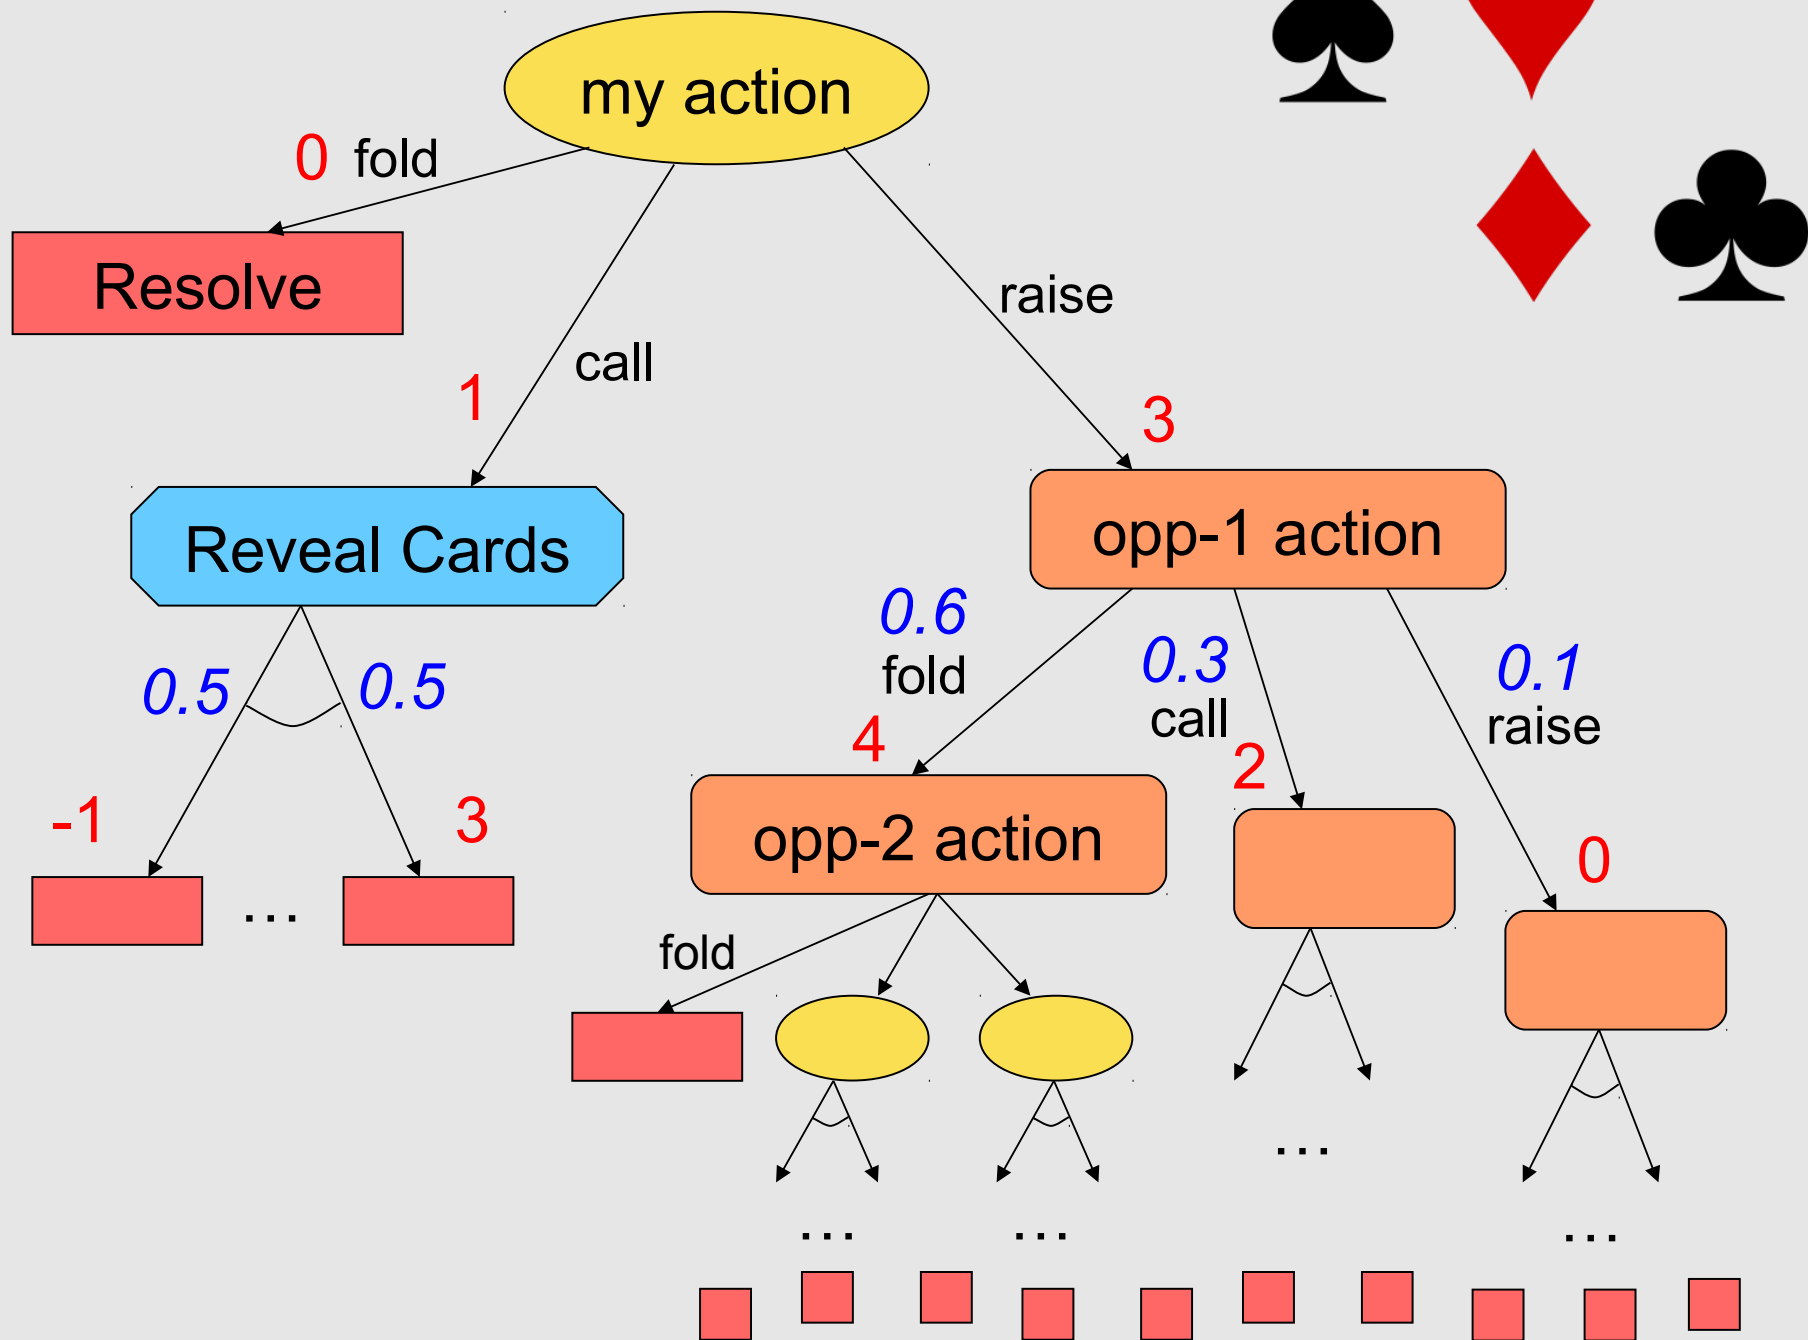 my action
0 fold
Resolve
raise
call
1
3
Reveal Cards
opp-1 action
0.6
fold
0.3
call
0.1
raise
0.5
0.5
4
2
0
-1
3
...
opp-2 action
fold
...
...
...
...